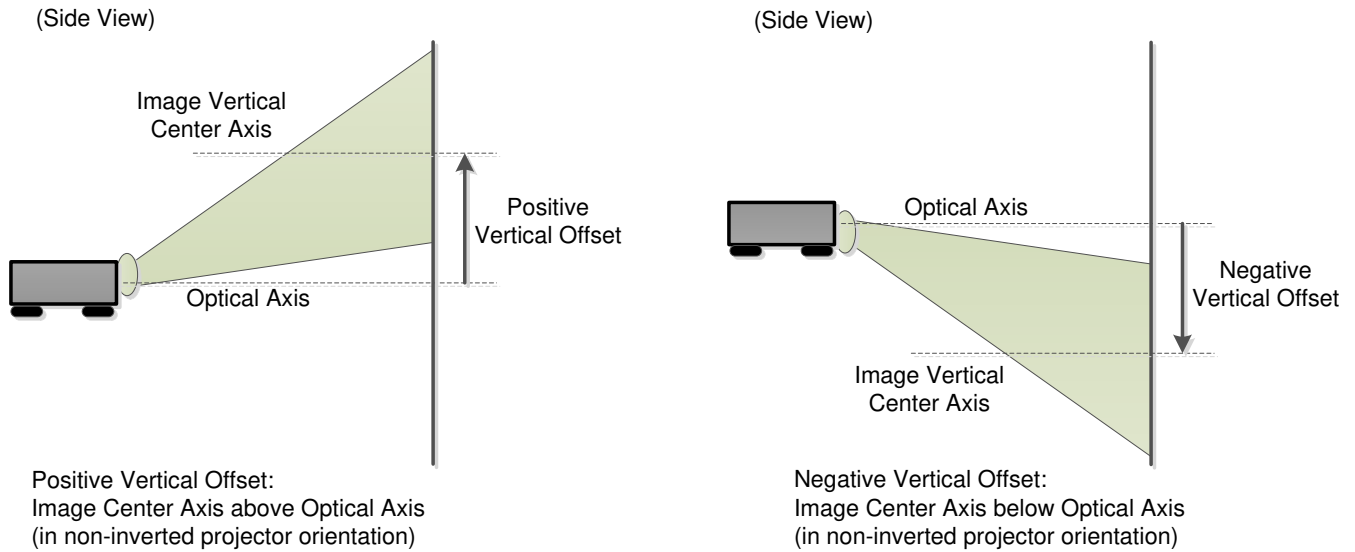 (Side View)
Image Vertical
Center Axis
Positive
Vertical Offset
Optical Axis
Positive Vertical Offset:
Image Center Axis above Optical Axis
(in non-inverted projector orientation)
(Side View)
Optical Axis
Negative
Vertical Offset
Image Vertical
Center Axis
Negative Vertical Offset:
Image Center Axis below Optical Axis
(in non-inverted projector orientation)